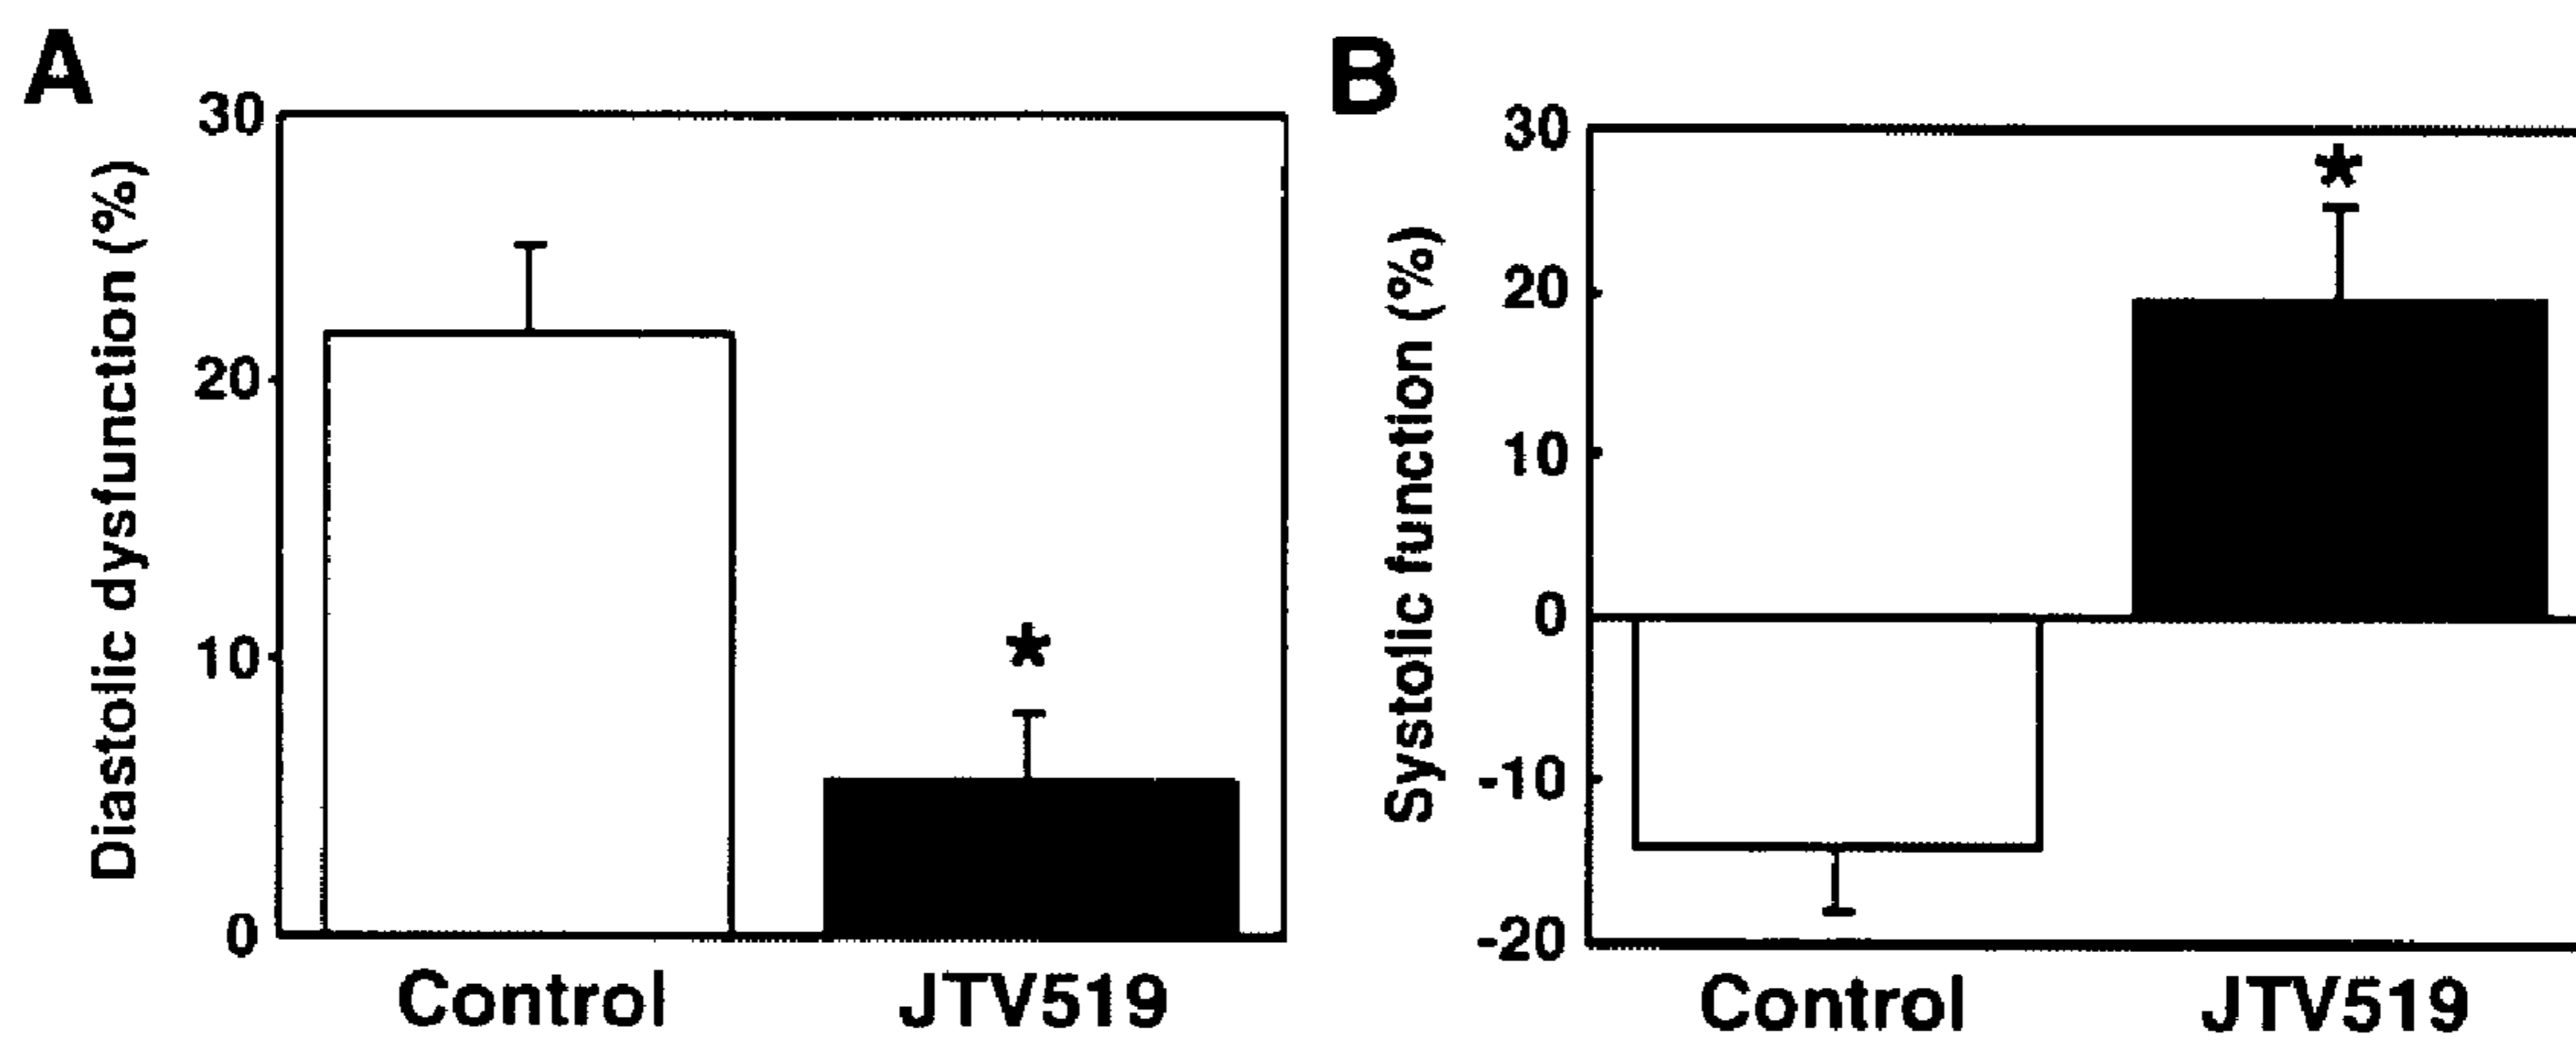 A
30
20
10
0
Diastolic dysfunction (%)
*
Control JTV519
B
30
20
10
0
-10
-20
Systolic function (%)
*
Control JTV519